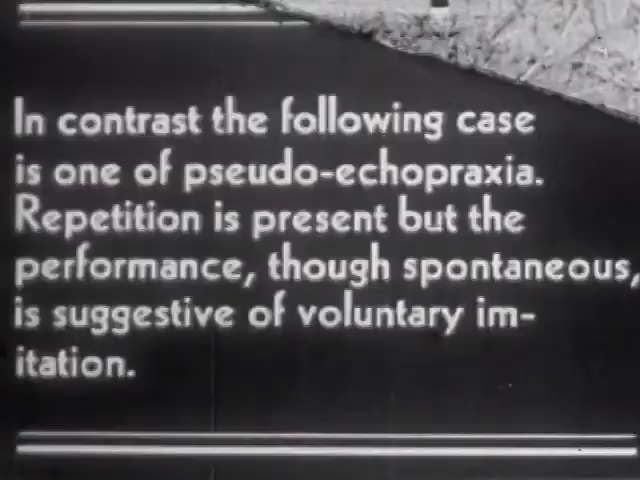 In contrast the following case
is one of pseudo-echopraxia.
Repetition is present but the
performance, though spontaneous,
is suggestive of voluntary im-
itation.